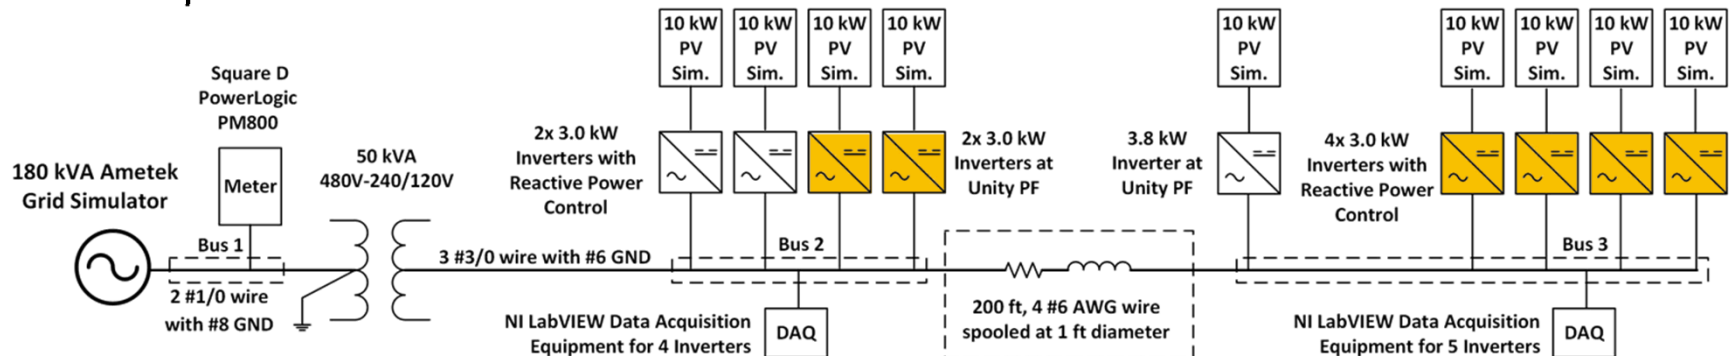 10 kW
PV
Sim.
10 kW
PV
Sim.
10 kW
PV
Sim.
10 kW
PV
Sim.
10 kW
PV
Sim.
10 kW
PV
Sim.
10 kW
PV
Sim.
10 kW
PV
Sim.
10 kW
PV
Sim.
Square D
PowerLogic
PM800
Meter
180 kVA Ametek
Grid Simulator
50 kVA
480V-240/120V
2x 3.0 kW
Inverters with
Reactive Power
Control
2x 3.0 kW
Inverters at
Unity PF
3.8 kW
Inverter at
Unity PF
4x 3.0 kW
Inverters with
Reactive Power
Control
Bus 1
2 #1/0 wire
with #8 GND
3 #3/0 wire with #6 GND
Bus 2
Bus 3
200 ft, 4 #6 AWG wire
spooled at 1 ft diameter
NI LabVIEW Data Acquisition
Equipment for 4 Inverters
DAQ
NI LabVIEW Data Acquisition
Equipment for 5 Inverters
DAQ